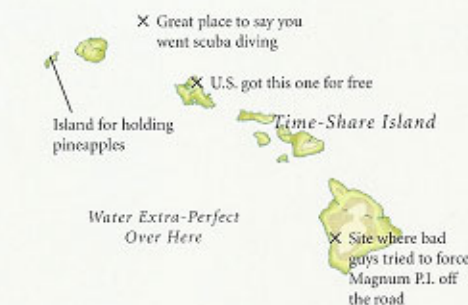 Great place to say you
went scuba diving
U.S. got this one for free
Island for holding
pineapples
Time-Share Island
Water Extra-Perfect
Over Here
Site where bad
guys tried to force
Magnum P.I. off
the road